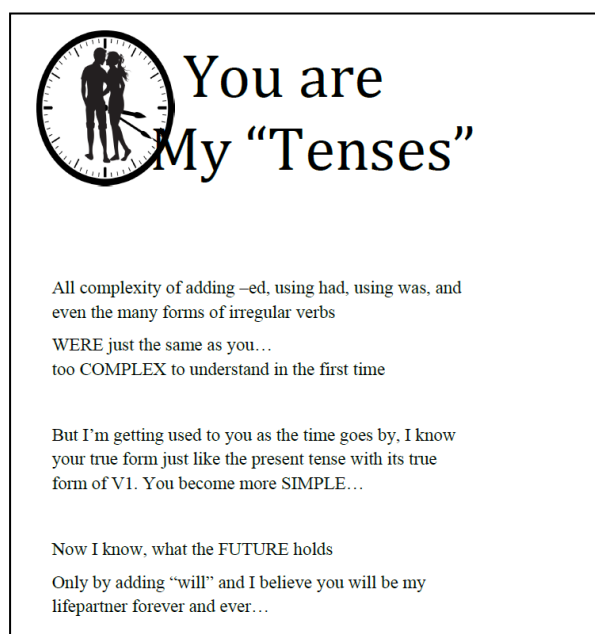 You are
My “Tenses”
All complexity of adding –ed, using had, using was, and
even the many forms of irregular verbs
WERE just the same as you…
too COMPLEX to understand in the first time
But I’m getting used to you as the time goes by, I know
your true form just like the present tense with its true
form of V1. You become more SIMPLE…
Now I know, what the FUTURE holds
Only by adding “will” and I believe you will be my
lifepartner forever and ever…